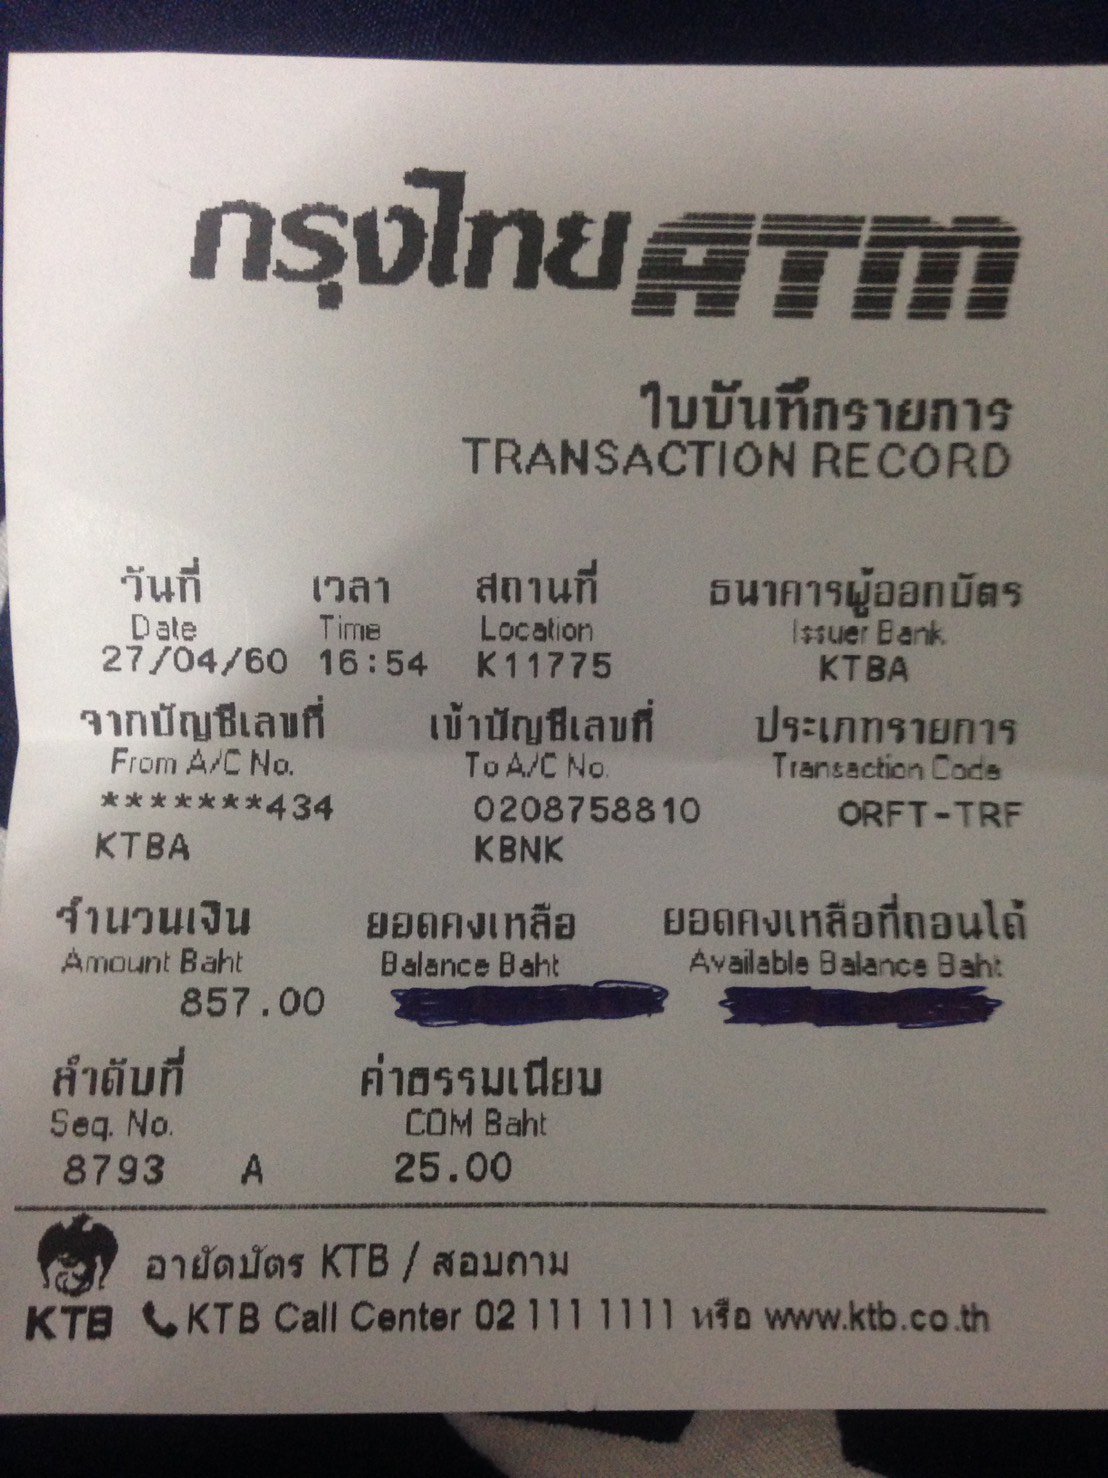 กรุงไทย ATM
ใบบันทึกรายการ
TRANSACTION RECORD
วันที่ เวลา สถานที่ ธนาคารผู้ออกบัตร
Date Time Location Issuer Bank
27/04/60 16:54 K11775 KTBA
จากบัญชีเลขที่ เข้าบัญชีเลขที่ ประเภทรายการ
From A/C No. To A/C No. Transaction Code
*******434 0208758810 ORFT-TRF
KTBA KBNK
จำนวนเงิน ยอดคงเหลือ ยอดคงเหลือที่ถอนได้
Amount Baht Balance Baht Available Balance Baht
857.00
ลำดับที่ ค่าธรรมเนียม
Seq. No. COM Baht
8793 A 25.00
อายัดบัตร KTB / สอบถาม
KTB KTB Call Center 02 111 1111 หรือ www.ktb.co.th